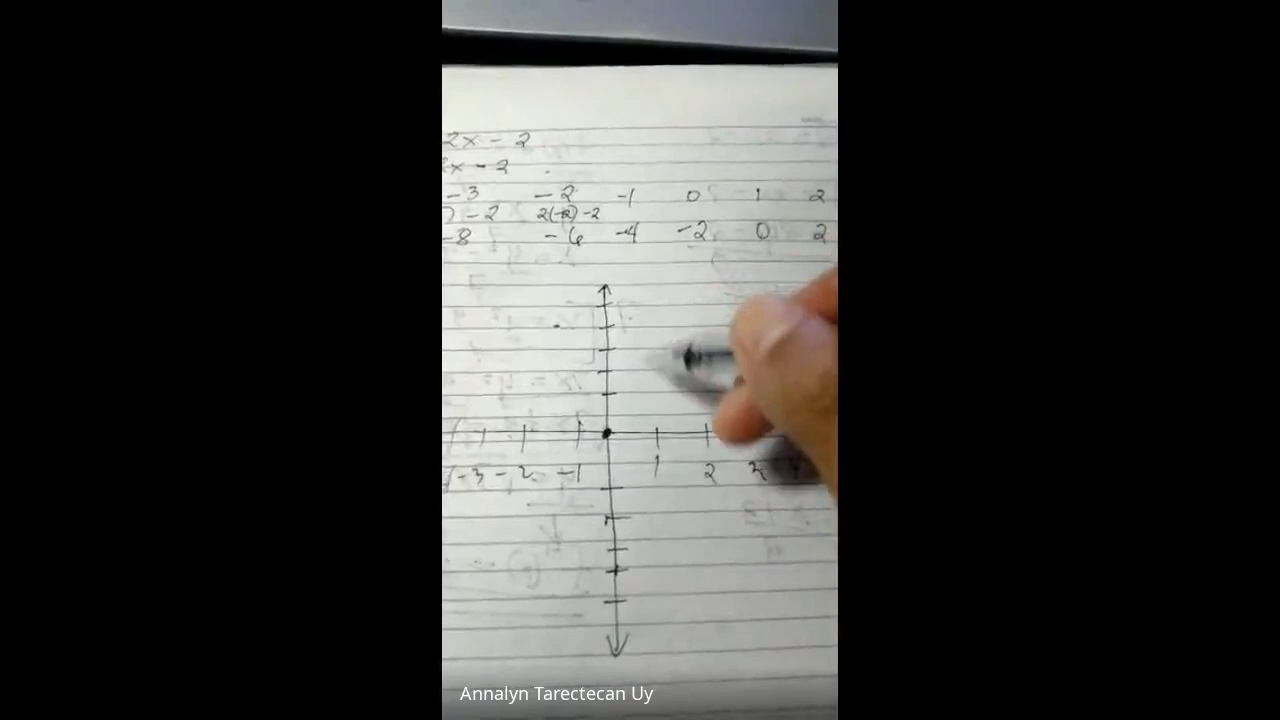 2x - 2
x - 2
-3 -2 -1 0 1 2
) - 2 2(-2) -2
-8 -6 -4 -2 0 2
-3 -2 -1 1 2
Annalyn Tarectecan Uy